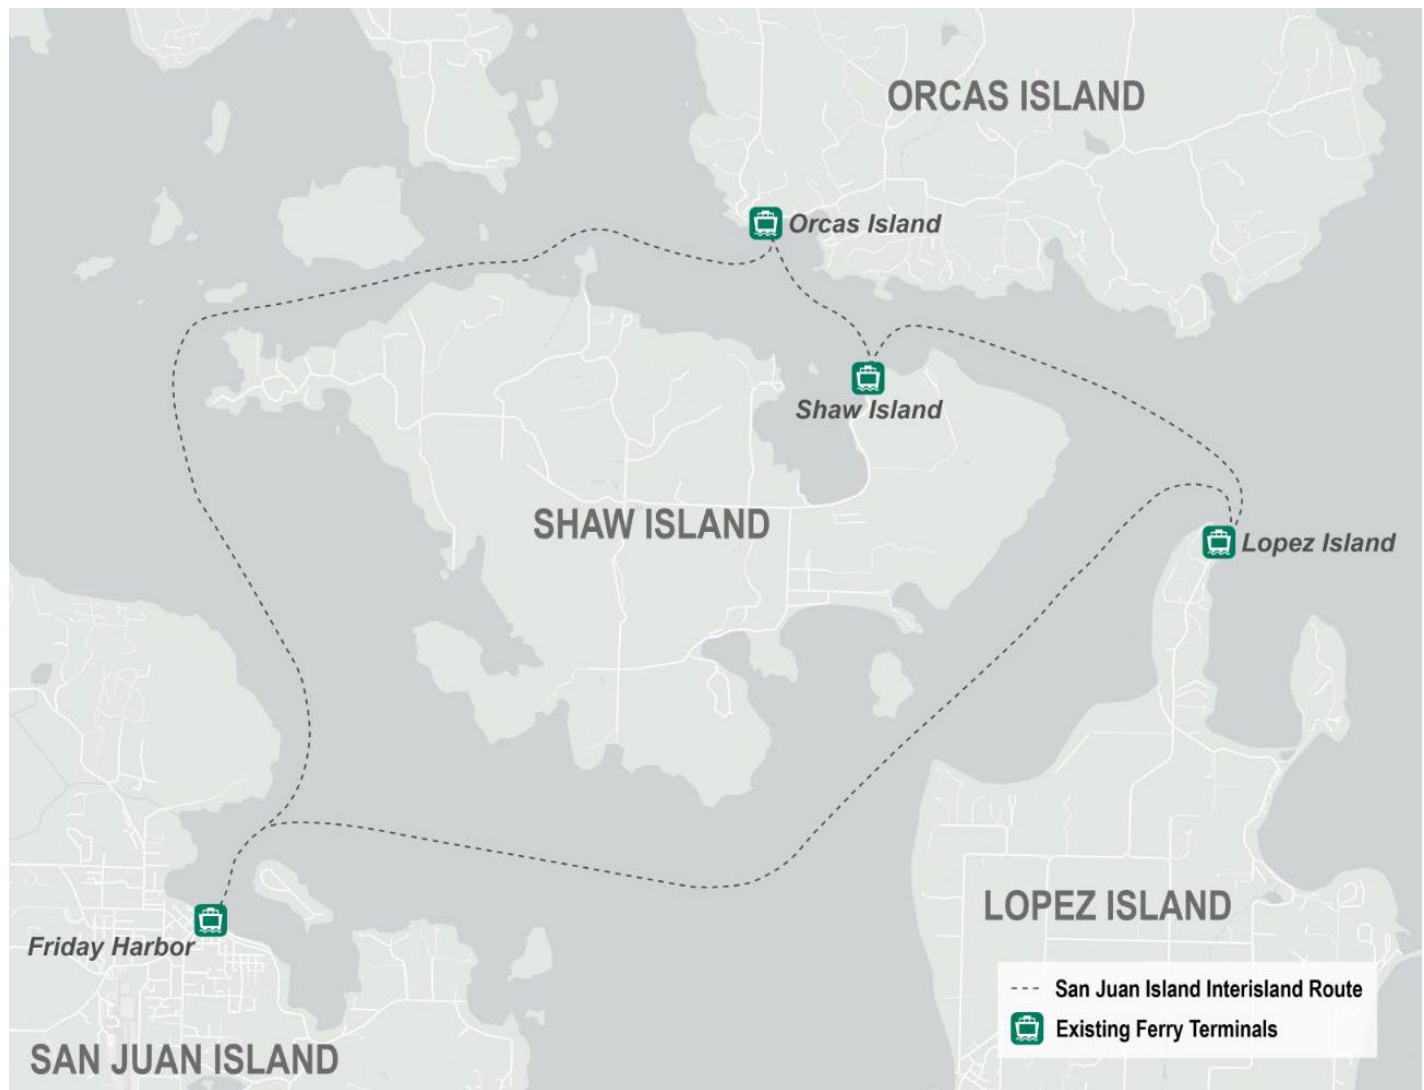 ORCAS ISLAND
Orcas Island
Shaw Island
SHAW ISLAND
Lopez Island
LOPEZ ISLAND
Friday Harbor
San Juan Island Interisland Route
Existing Ferry Terminals
SAN JUAN ISLAND